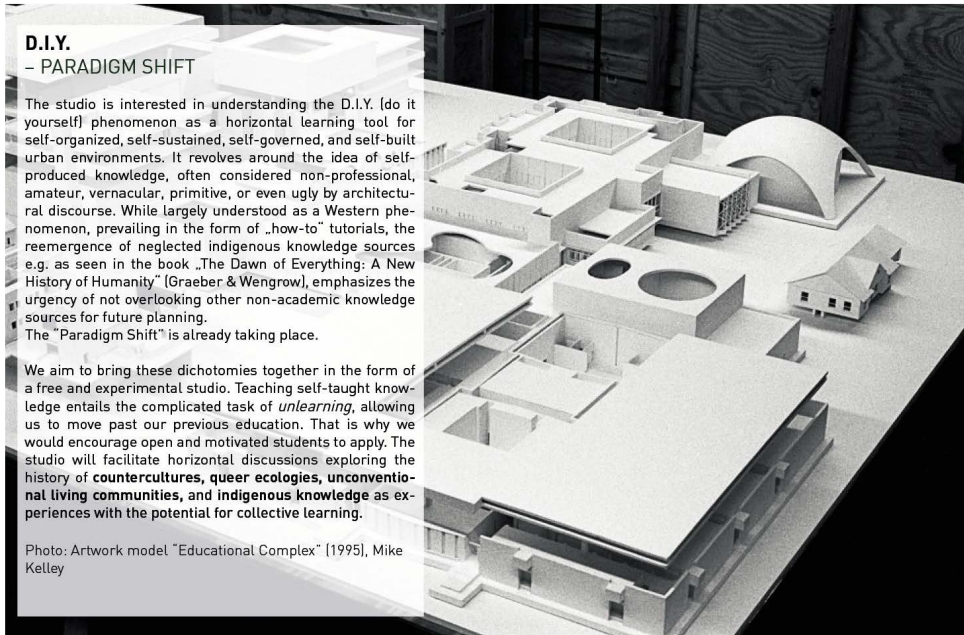 D.I.Y.
– PARADIGM SHIFT
The studio is interested in understanding the D.I.Y. (do it
yourself) phenomenon as a horizontal learning tool for
self-organized, self-sustained, self-governed, and self-built
urban environments. It revolves around the idea of self-
produced knowledge, often considered non-professional,
amateur, vernacular, primitive, or even ugly by architectu-
ral discourse. While largely understood as a Western phe-
nomenon, prevailing in the form of „how-to“ tutorials, the
reemergence of neglected indigenous knowledge sources
e.g. as seen in the book „The Dawn of Everything: A New
History of Humanity“ (Graeber & Wengrow), emphasizes the
urgency of not overlooking other non-academic knowledge
sources for future planning.
The “Paradigm Shift” is already taking place.
We aim to bring these dichotomies together in the form of
a free and experimental studio. Teaching self-taught know-
ledge entails the complicated task of unlearning, allowing
us to move past our previous education. That is why we
would encourage open and motivated students to apply. The
studio will facilitate horizontal discussions exploring the
history of countercultures, queer ecologies, unconventio-
nal living communities, and indigenous knowledge as ex-
periences with the potential for collective learning.
Photo: Artwork model “Educational Complex” (1995), Mike
Kelley